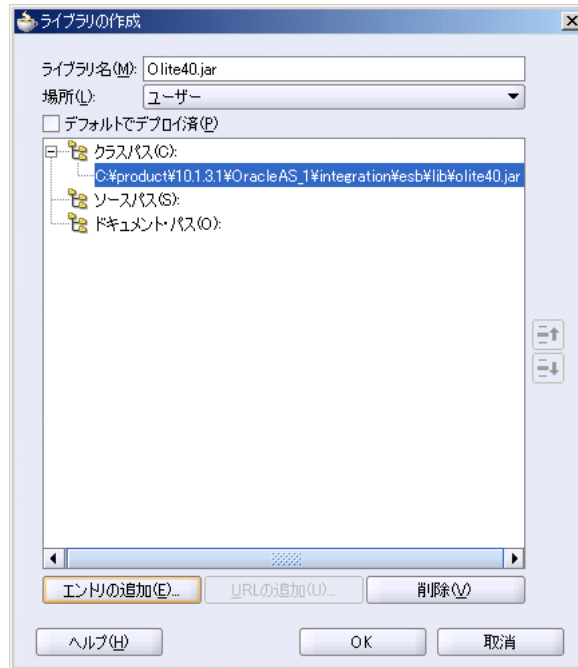 ライブラリの作成
ライブラリ名(M): Olite40.jar
場所(L): ユーザー
デフォルトでデプロイ済(P)
クラスパス(C):
C:¥product¥10.1.3.1¥OracleAS_1¥integration¥esb¥lib¥olite40.jar
ソースパス(S):
ドキュメント・パス(O):
エントリの追加(E)... URLの追加(U)... 削除(V)
ヘルプ(H) OK 取消